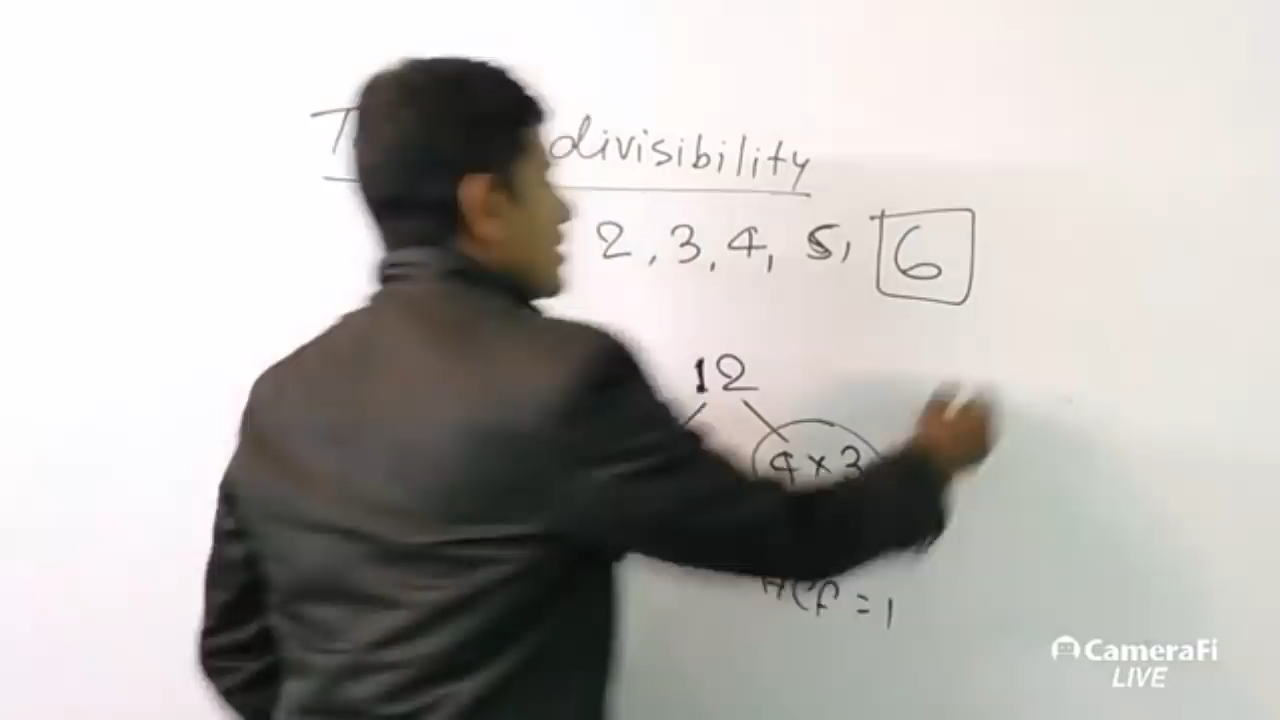 divisibility
2, 3, 4, 5, 6
12
4 × 3
HCF = 1
CameraFi
LIVE